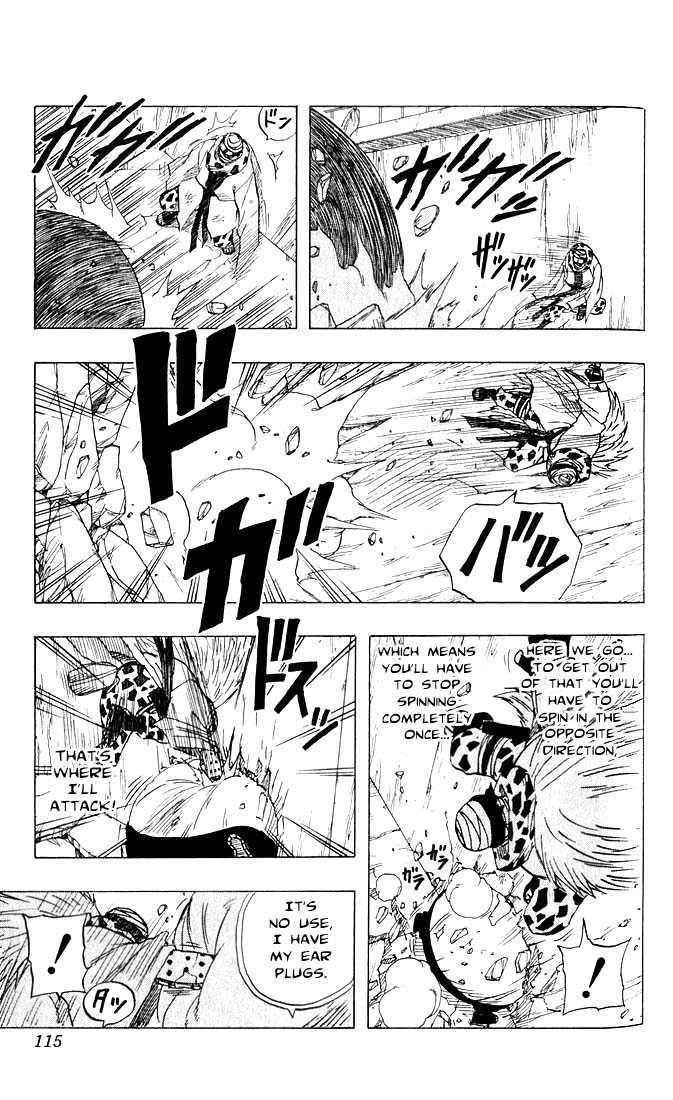 ガガガ
ザッザッ
ガガガ
ドン
バッ
ドガ
HERE WE GO...
TO GET OUT
OF THAT YOU'LL
HAVE TO
SPIN IN THE
OPPOSITE
DIRECTION,
WHICH MEANS
YOU'LL HAVE
TO STOP
SPINNING
COMPLETELY
ONCE...
ガラ
ガラ
!
ドスッ
THAT'S
WHERE
I'LL
ATTACK!
IT'S
NO USE,
I HAVE
MY EAR
PLUGS.
!
タッ
115